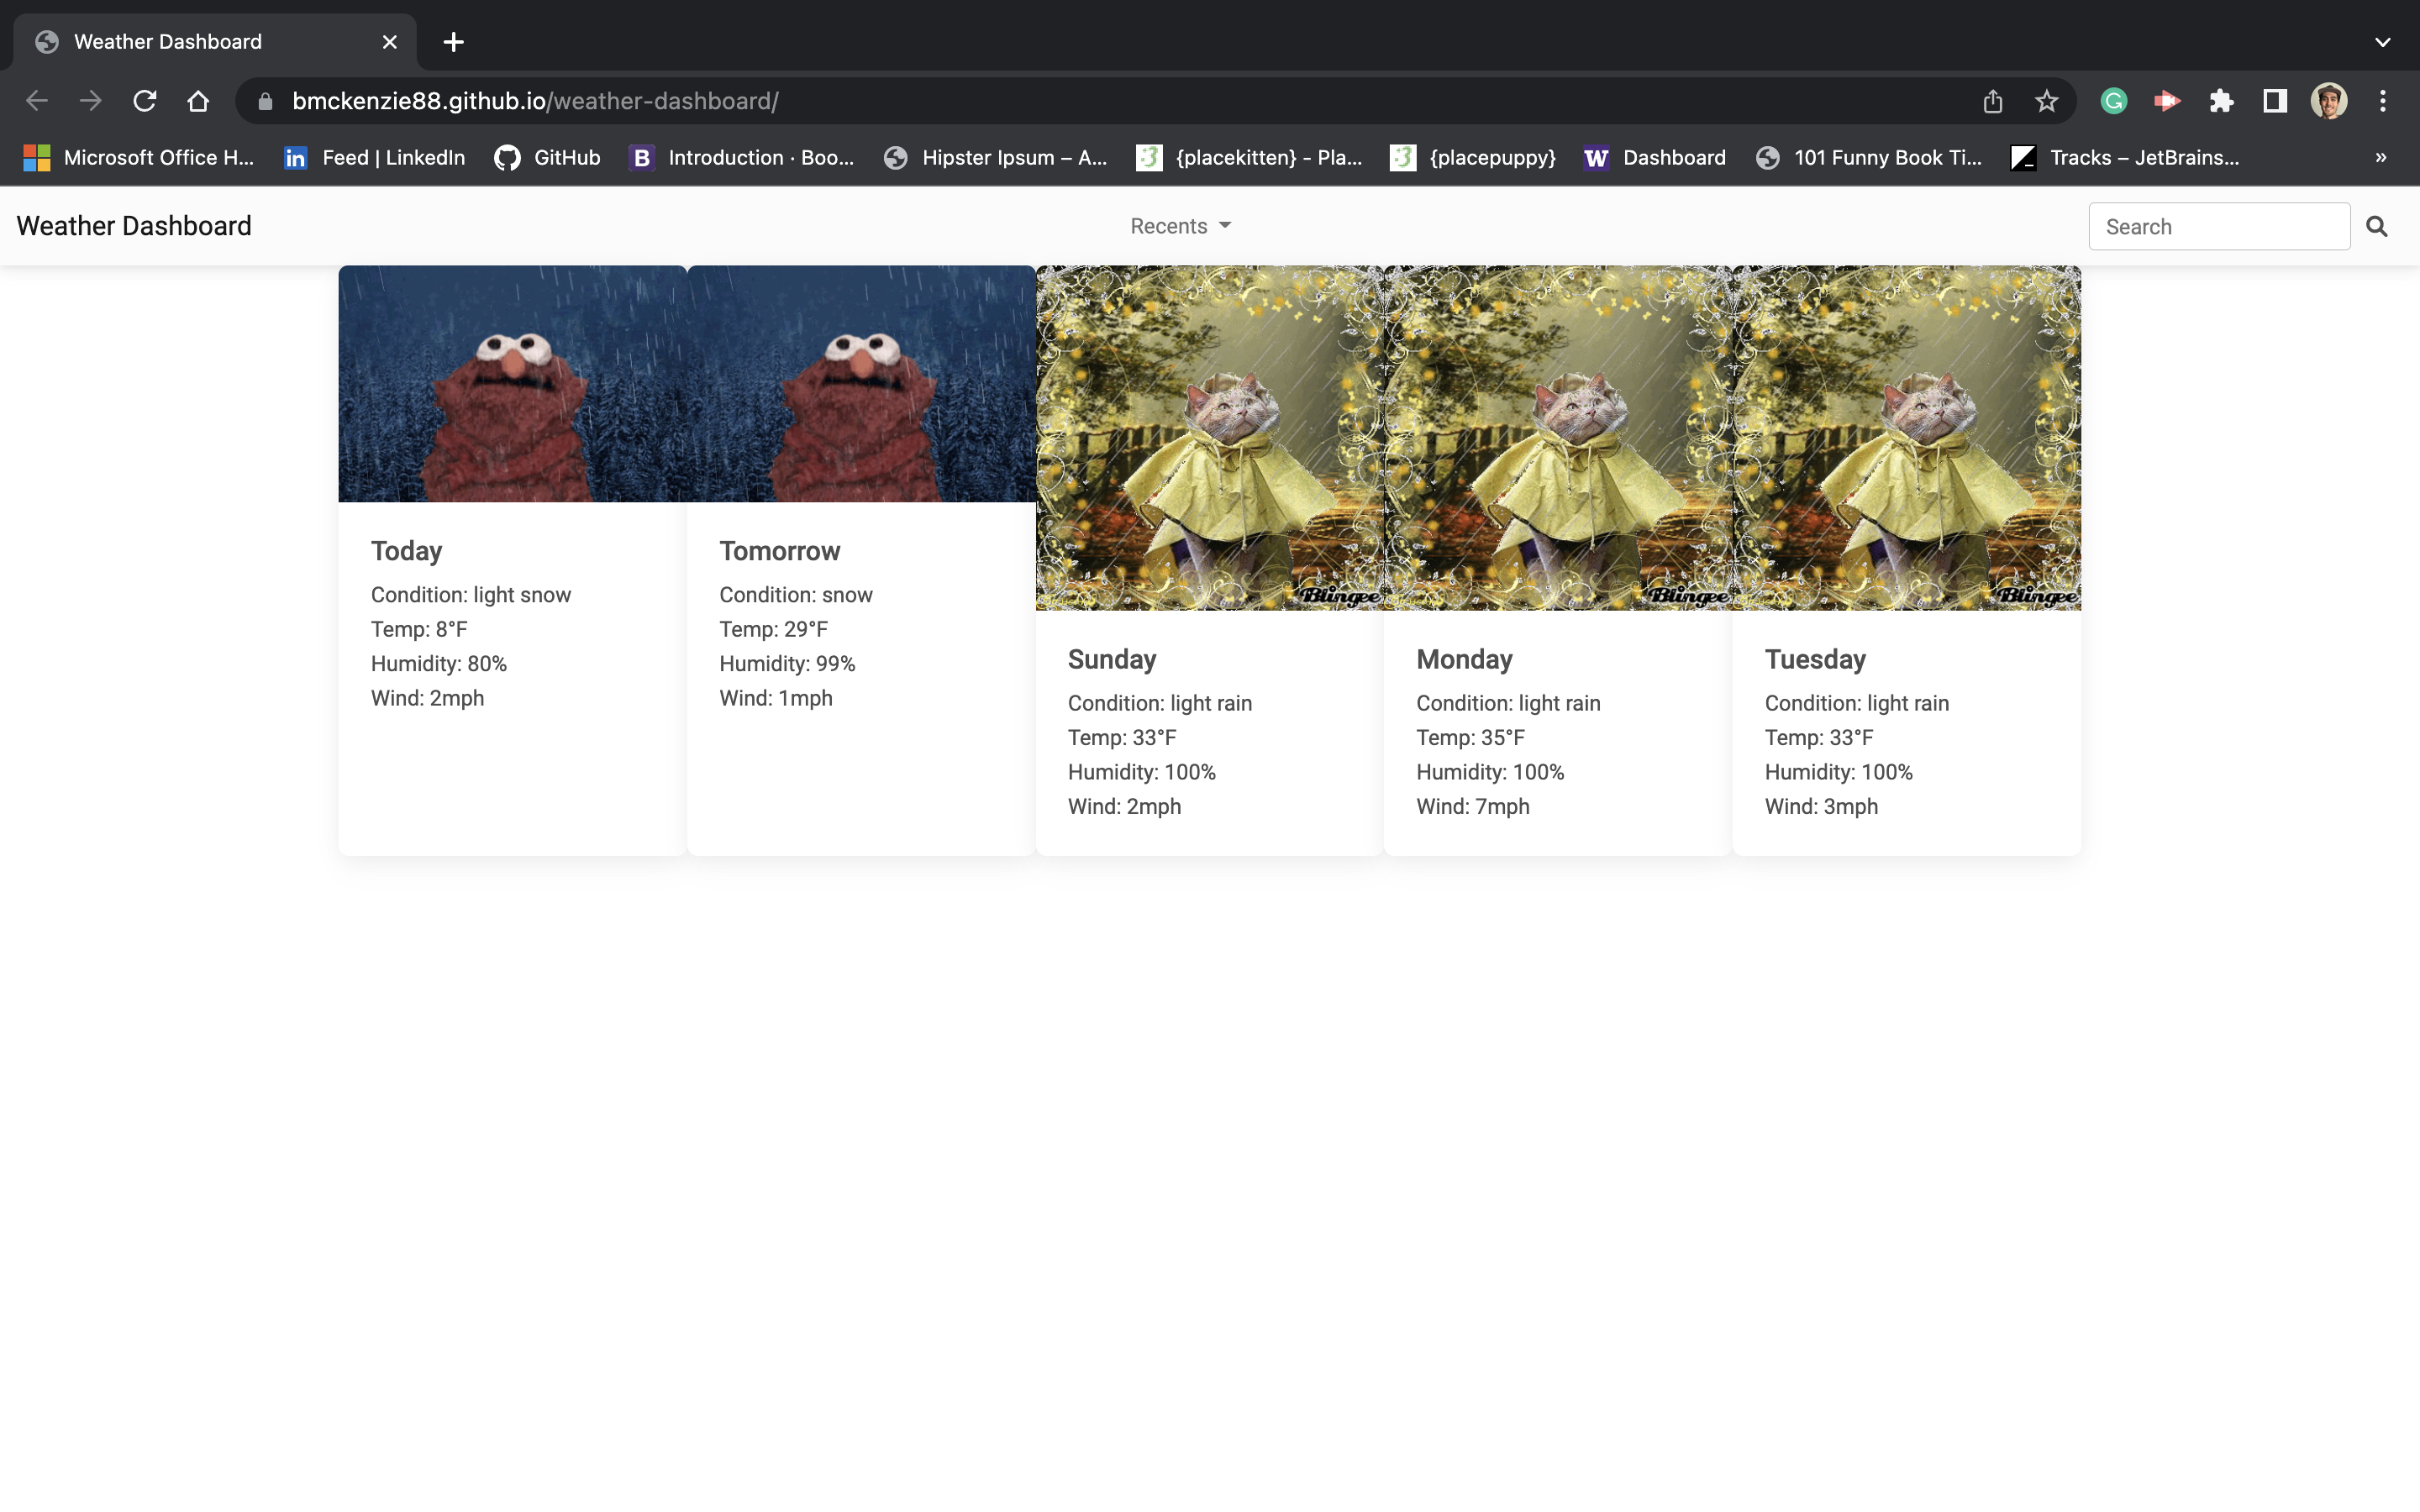 Weather Dashboard
bmckenzie88.github.io/weather-dashboard/
Microsoft Office H...
in Feed | LinkedIn
GitHub
B Introduction · Boo...
Hipster Ipsum – A...
{placekitten} - Pla...
{placepuppy}
W Dashboard
101 Funny Book Ti...
Tracks – JetBrains...
»
Weather Dashboard
Recents
Search
Today
Condition: light snow
Temp: 8°F
Humidity: 80%
Wind: 2mph
Tomorrow
Condition: snow
Temp: 29°F
Humidity: 99%
Wind: 1mph
Blingee
Sunday
Condition: light rain
Temp: 33°F
Humidity: 100%
Wind: 2mph
Blingee
Monday
Condition: light rain
Temp: 35°F
Humidity: 100%
Wind: 7mph
Blingee
Tuesday
Condition: light rain
Temp: 33°F
Humidity: 100%
Wind: 3mph